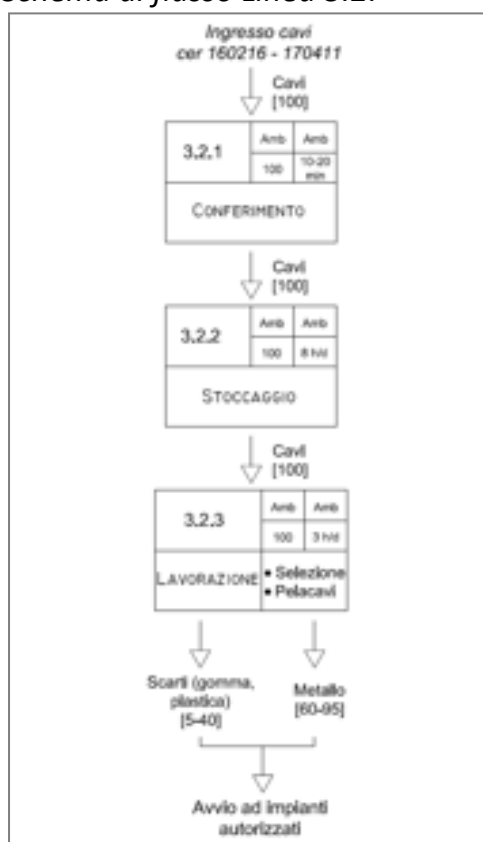 Schema di flusso Linea 3.2:
Ingresso cavi
cer 160216 - 170411
Cavi
[100]
3.2.1
Amb
Amb
100
10-20
min
CONFERIMENTO
Cavi
[100]
3.2.2
Amb
Amb
100
8 h/d
STOCCAGGIO
Cavi
[100]
3.2.3
Amb
Amb
100
3 h/d
LAVORAZIONE
• Selezione
• Pelacavi
Scarti (gomma,
plastica)
[5-40]
Metallo
[60-95]
Avvio ad impianti
autorizzati